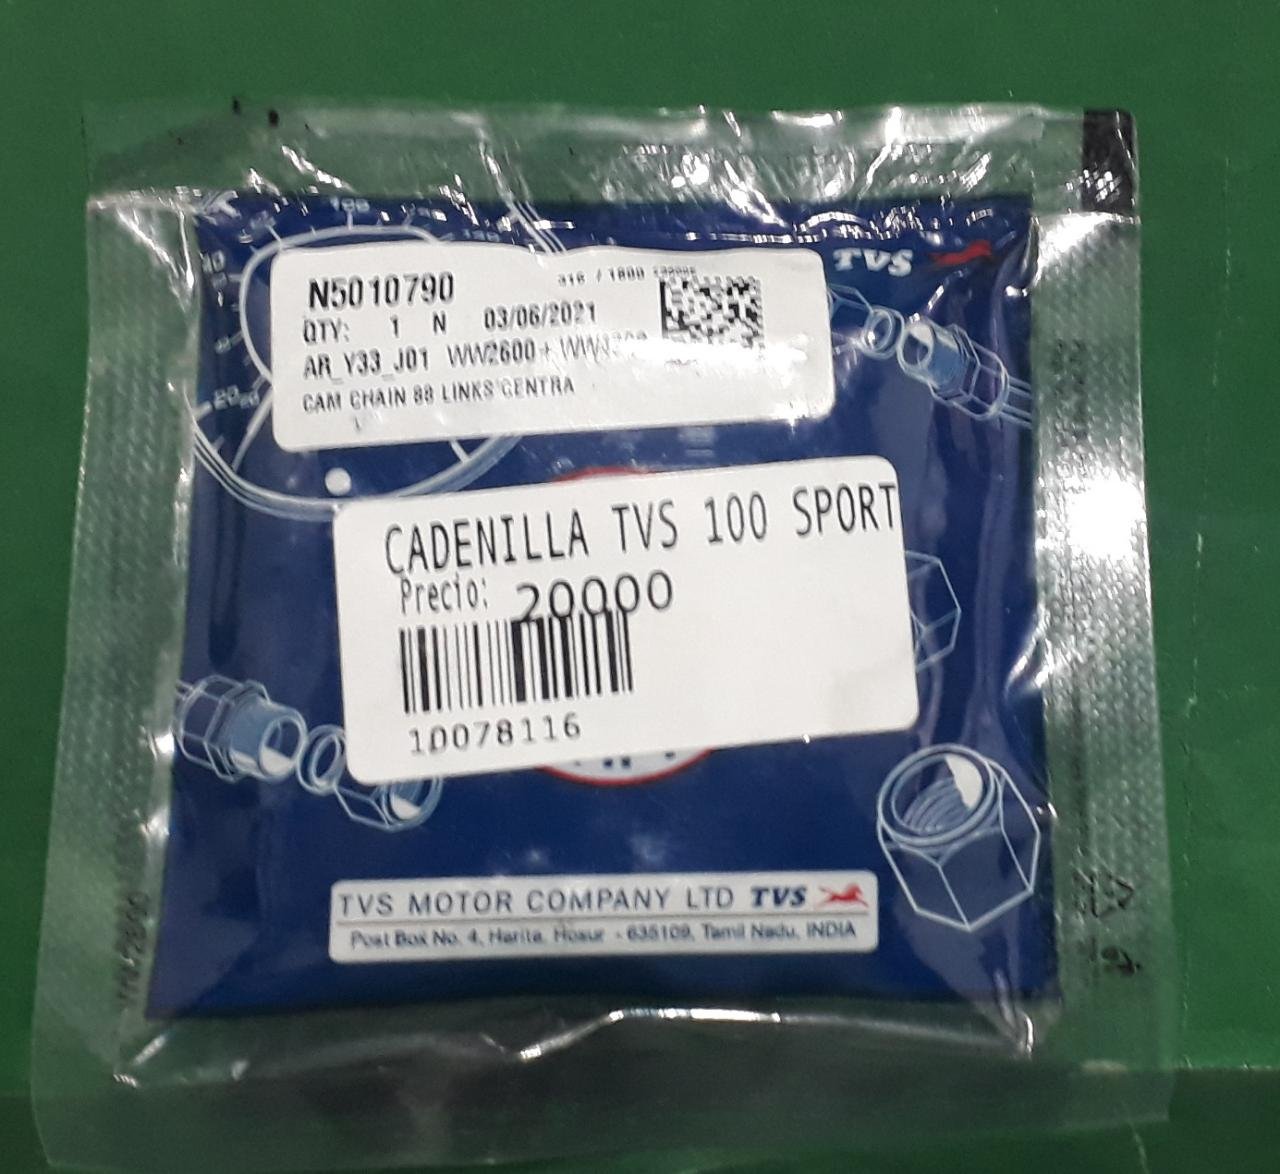 TVS
N5010790
QTY: 1 N 03/06/2021
AR_Y33_J01 WW2600+
CAM CHAIN 88 LINKS CENTRA
CADENILLA TVS 100 SPORT
Precio: 20000
10078116
TVS MOTOR COMPANY LTD TVS
Post Box No. 4, Harita, Hosur - 635109, Tamil Nadu, INDIA